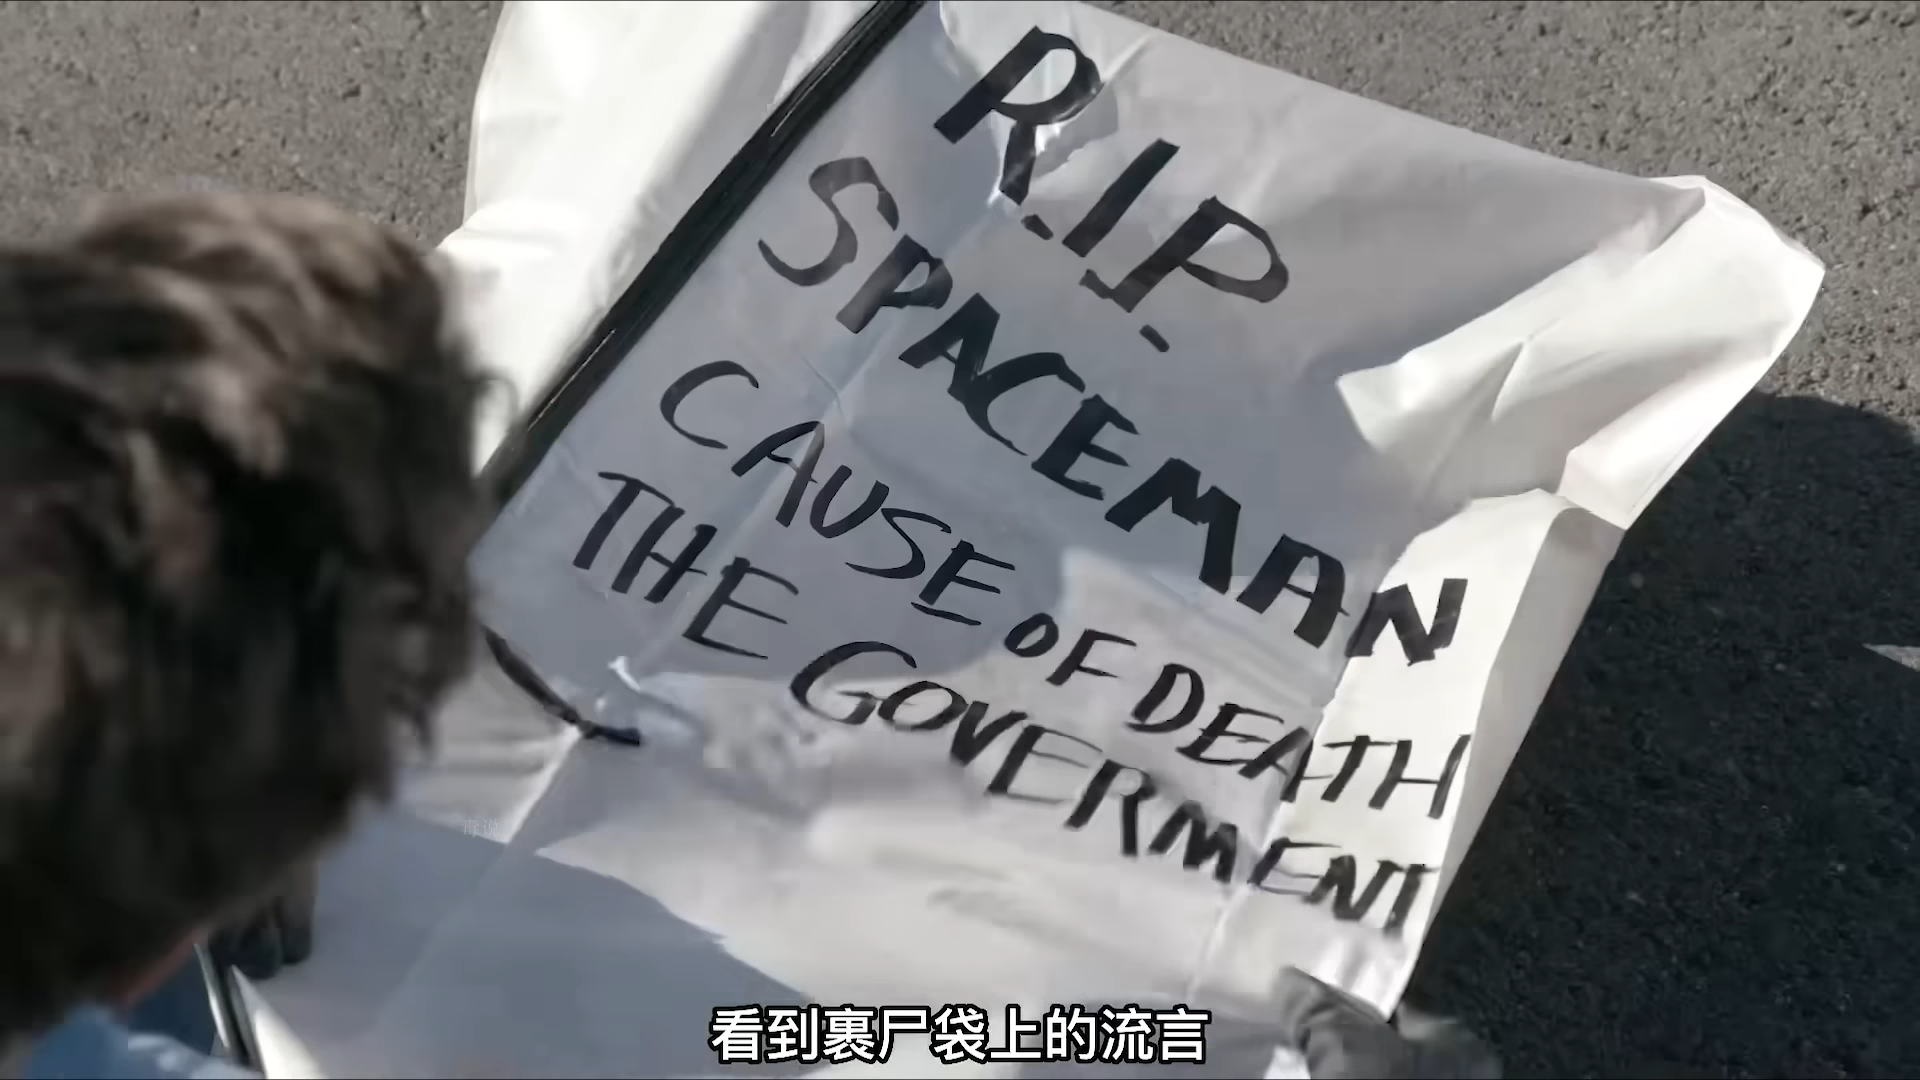 R.I.P.
SPACEMAN
CAUSE OF DEATH
THE GOVERMENT
看到裹尸袋上的流言